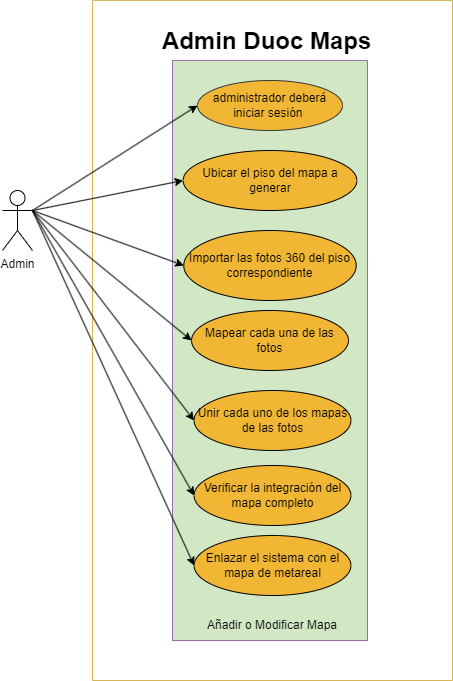 Admin Duoc Maps
administrador deberá
iniciar sesión
Ubicar el piso del mapa a
generar
Admin
Importar las fotos 360 del piso
correspondiente
Mapear cada una de las
fotos
Unir cada uno de los mapas
de las fotos
Verificar la integración del
mapa completo
Enlazar el sistema con el
mapa de metareal
Añadir o Modificar Mapa